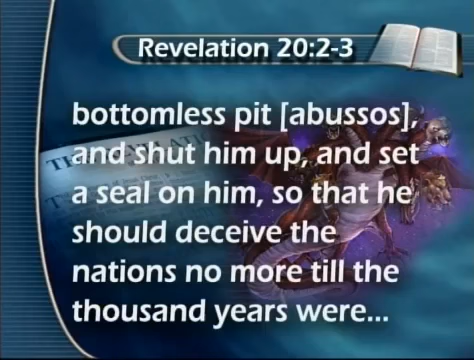 Revelation 20:2-3
bottomless pit [abussos],
and shut him up, and set
a seal on him, so that he
should deceive the
nations no more till the
thousand years were...